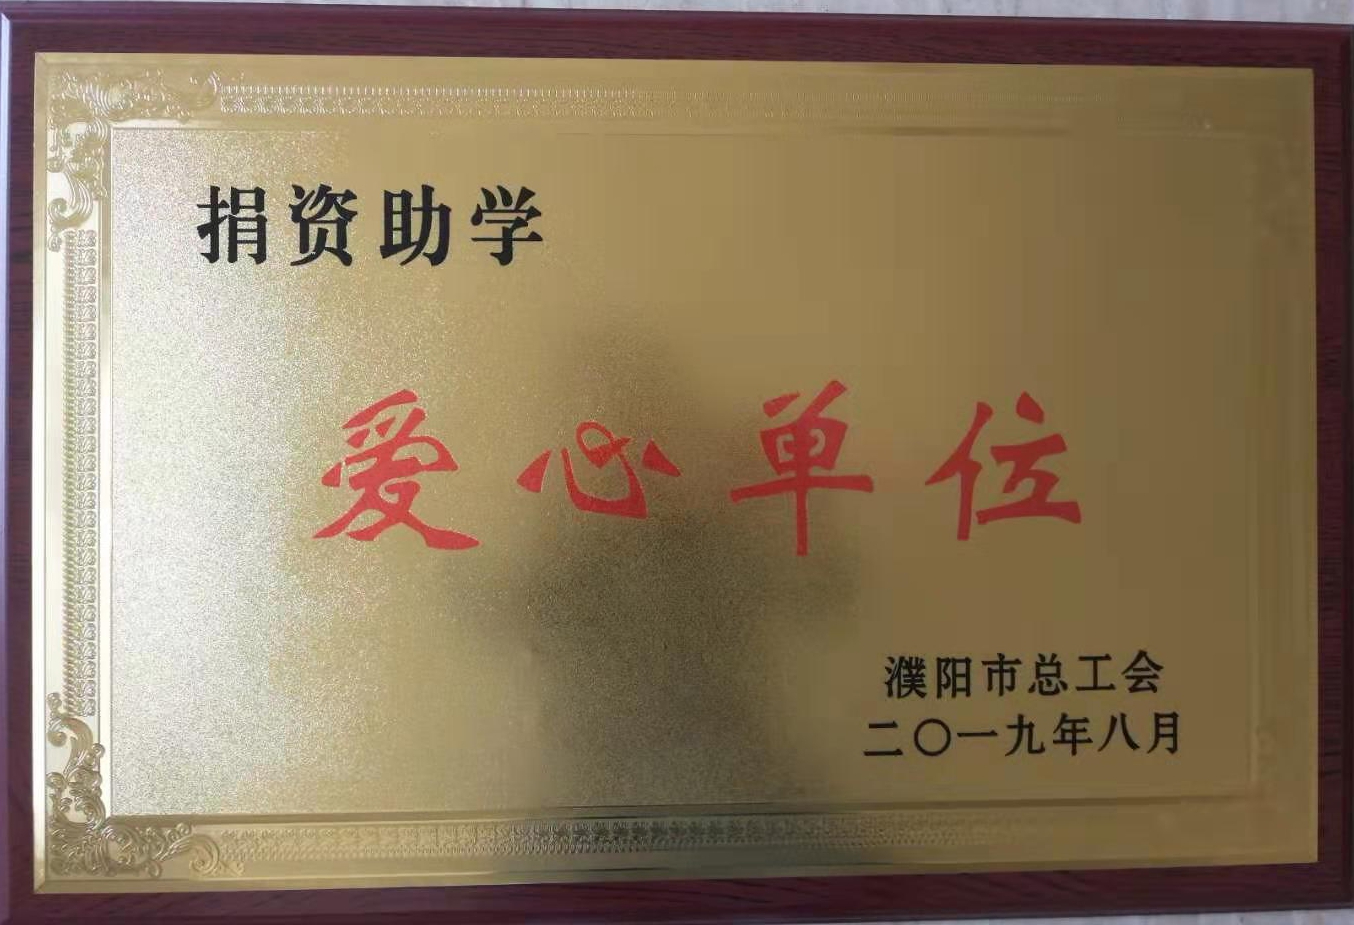 捐资助学
爱心单位
濮阳市总工会
二〇一九年八月